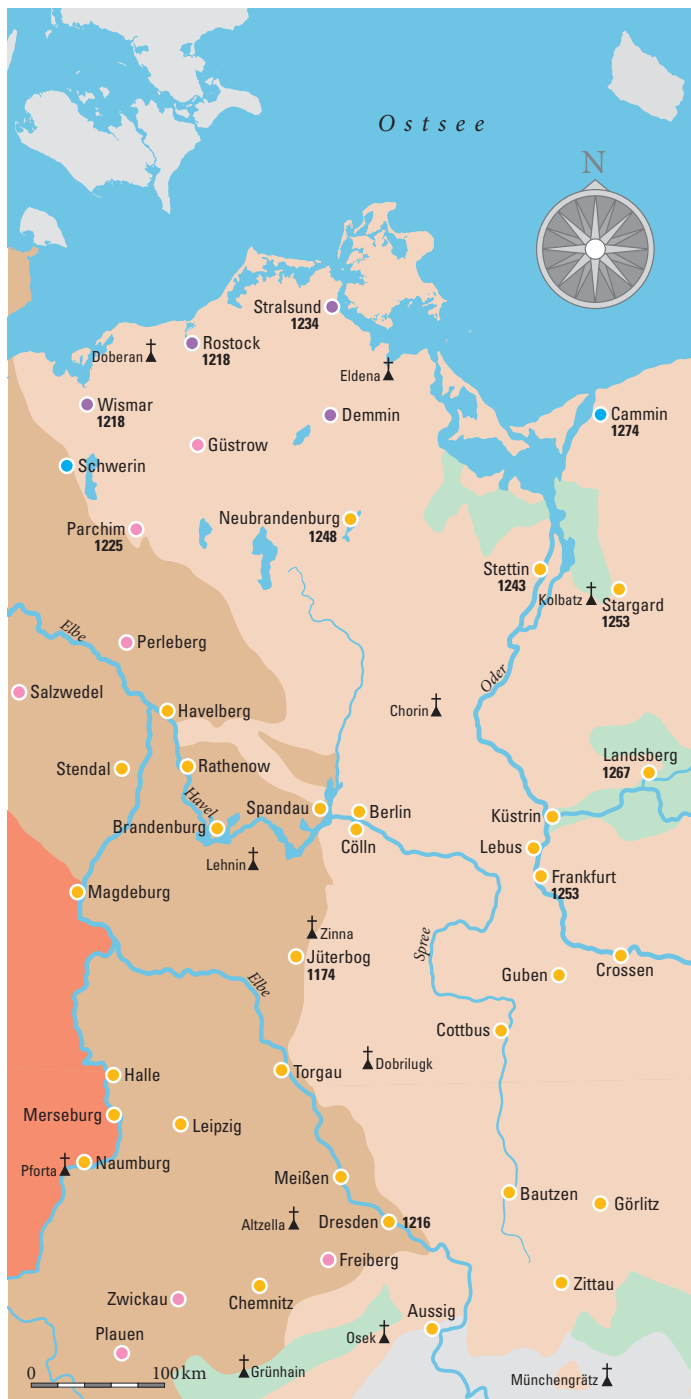 Ostsee
N
Stralsund
1234
Rostock
1218
Doberan
Eldena
Wismar
1218
Demmin
Cammin
1274
Güstrow
Schwerin
Neubrandenburg
1248
Parchim
1225
Stettin
1243
Kolbatz
Stargard
1253
Elbe
Perleberg
Oder
Salzwedel
Havelberg
Chorin
Stendal
Rathenow
Landsberg
1267
Havel
Spandau
Berlin
Küstrin
Brandenburg
Cölln
Lebus
Lehnin
Frankfurt
1253
Magdeburg
Zinna
Spree
Jüterbog
1174
Elbe
Guben
Crossen
Cottbus
Dobrilugk
Halle
Torgau
Merseburg
Leipzig
Pforta
Naumburg
Meißen
Bautzen
Görlitz
Altzella
Dresden 1216
Freiberg
Zwickau
Chemnitz
Zittau
Plauen
Aussig
Osek
0 100 km
Grünhain
Münchengrätz